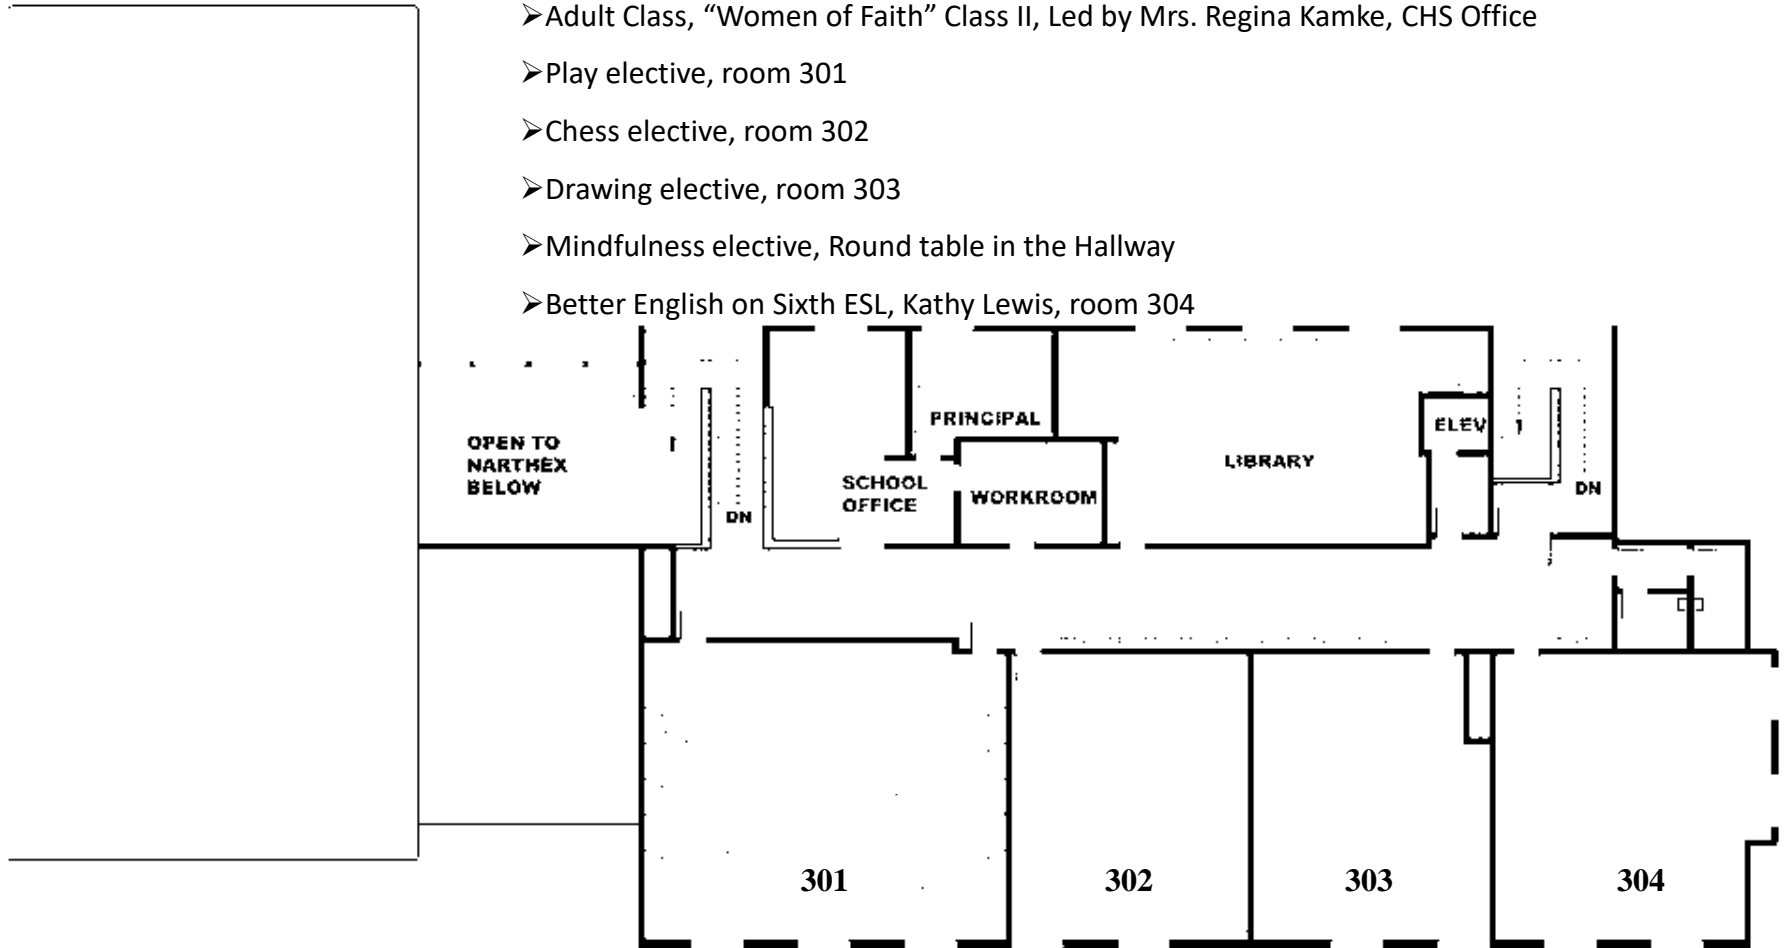 ➢Adult Class, “Women of Faith” Class II, Led by Mrs. Regina Kamke, CHS Office
➢Play elective, room 301
➢Chess elective, room 302
➢Drawing elective, room 303
➢Mindfulness elective, Round table in the Hallway
➢Better English on Sixth ESL, Kathy Lewis, room 304
OPEN TO
NARTHEX
BELOW
DN
SCHOOL
OFFICE
PRINCIPAL
WORKROOM
LIBRARY
ELEV
DN
301
302
303
304